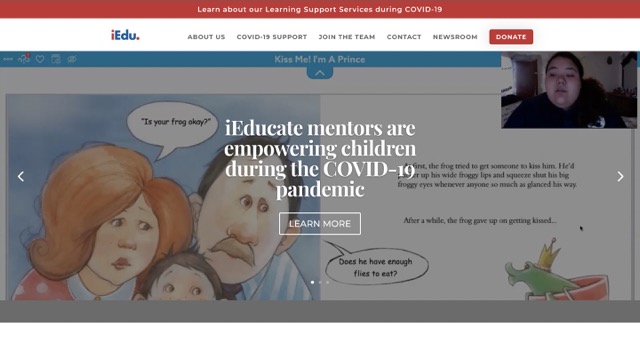 Learn about our Learning Support Services during COVID-19
iEdu.
ABOUT US COVID-19 SUPPORT JOIN THE TEAM CONTACT NEWSROOM DONATE
Kiss Me! I'm A Prince
"Is your frog okay?"
iEducate mentors are
empowering children
during the COVID-19
pandemic
LEARN MORE
first, the frog tried to get someone to kiss him. He'd
up his wide froggy lips and squeeze shut his big
froggy eyes whenever anyone so much as glanced his way.
After a while, the frog gave up on getting kissed...
Does he have enough
flies to eat?